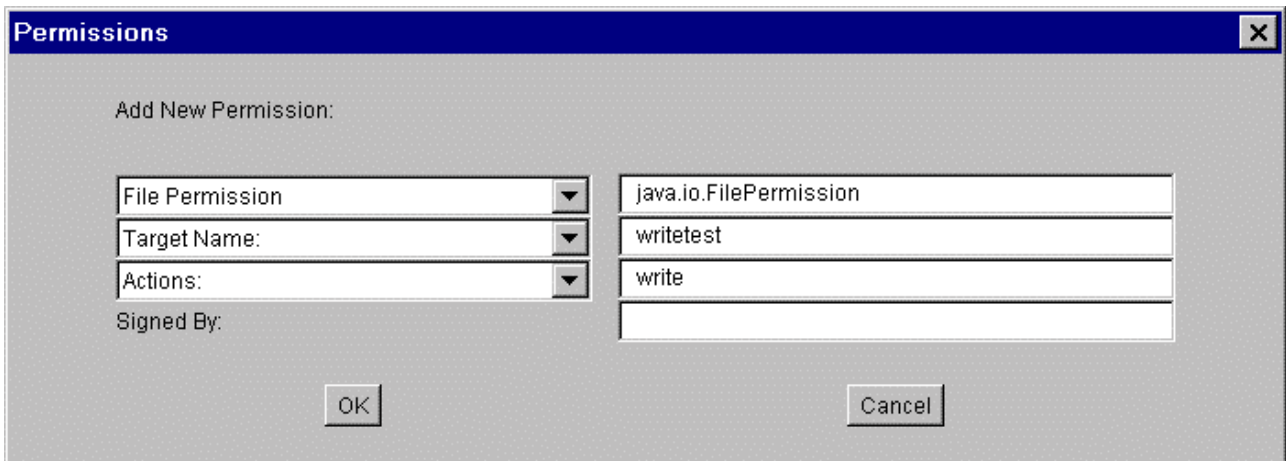 Permissions
Add New Permission:
File Permission java.io.FilePermission
Target Name: writetest
Actions: write
Signed By:
OK Cancel